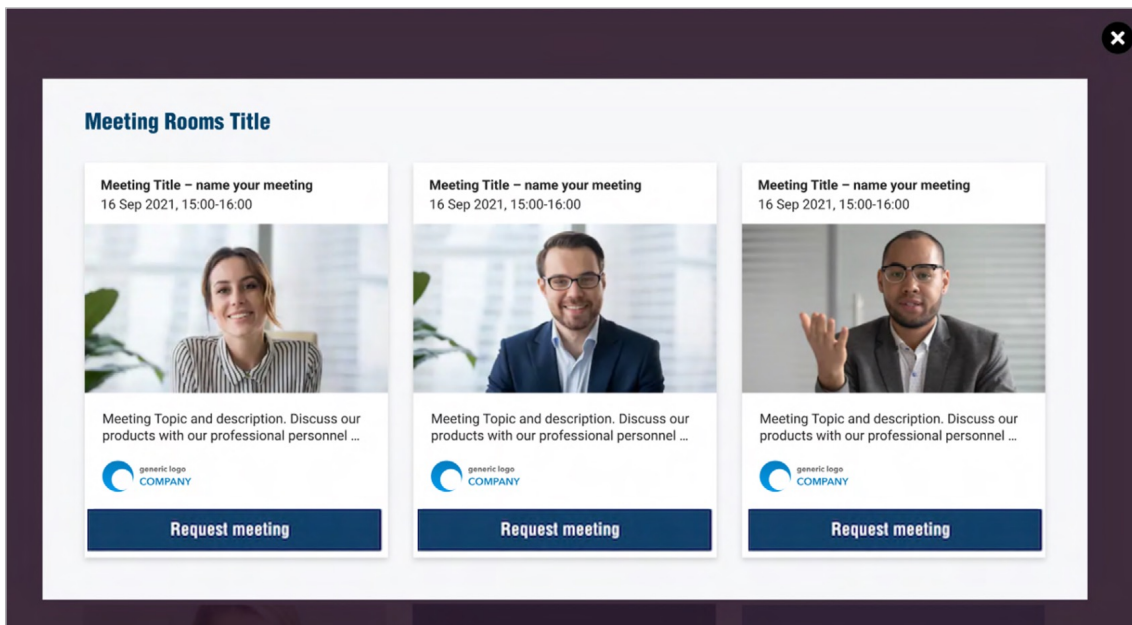 Meeting Rooms Title
Meeting Title – name your meeting
16 Sep 2021, 15:00-16:00
Meeting Topic and description. Discuss our
products with our professional personnel ...
generic logo
COMPANY
Request meeting
Meeting Title – name your meeting
16 Sep 2021, 15:00-16:00
Meeting Topic and description. Discuss our
products with our professional personnel ...
generic logo
COMPANY
Request meeting
Meeting Title – name your meeting
16 Sep 2021, 15:00-16:00
Meeting Topic and description. Discuss our
products with our professional personnel ...
generic logo
COMPANY
Request meeting